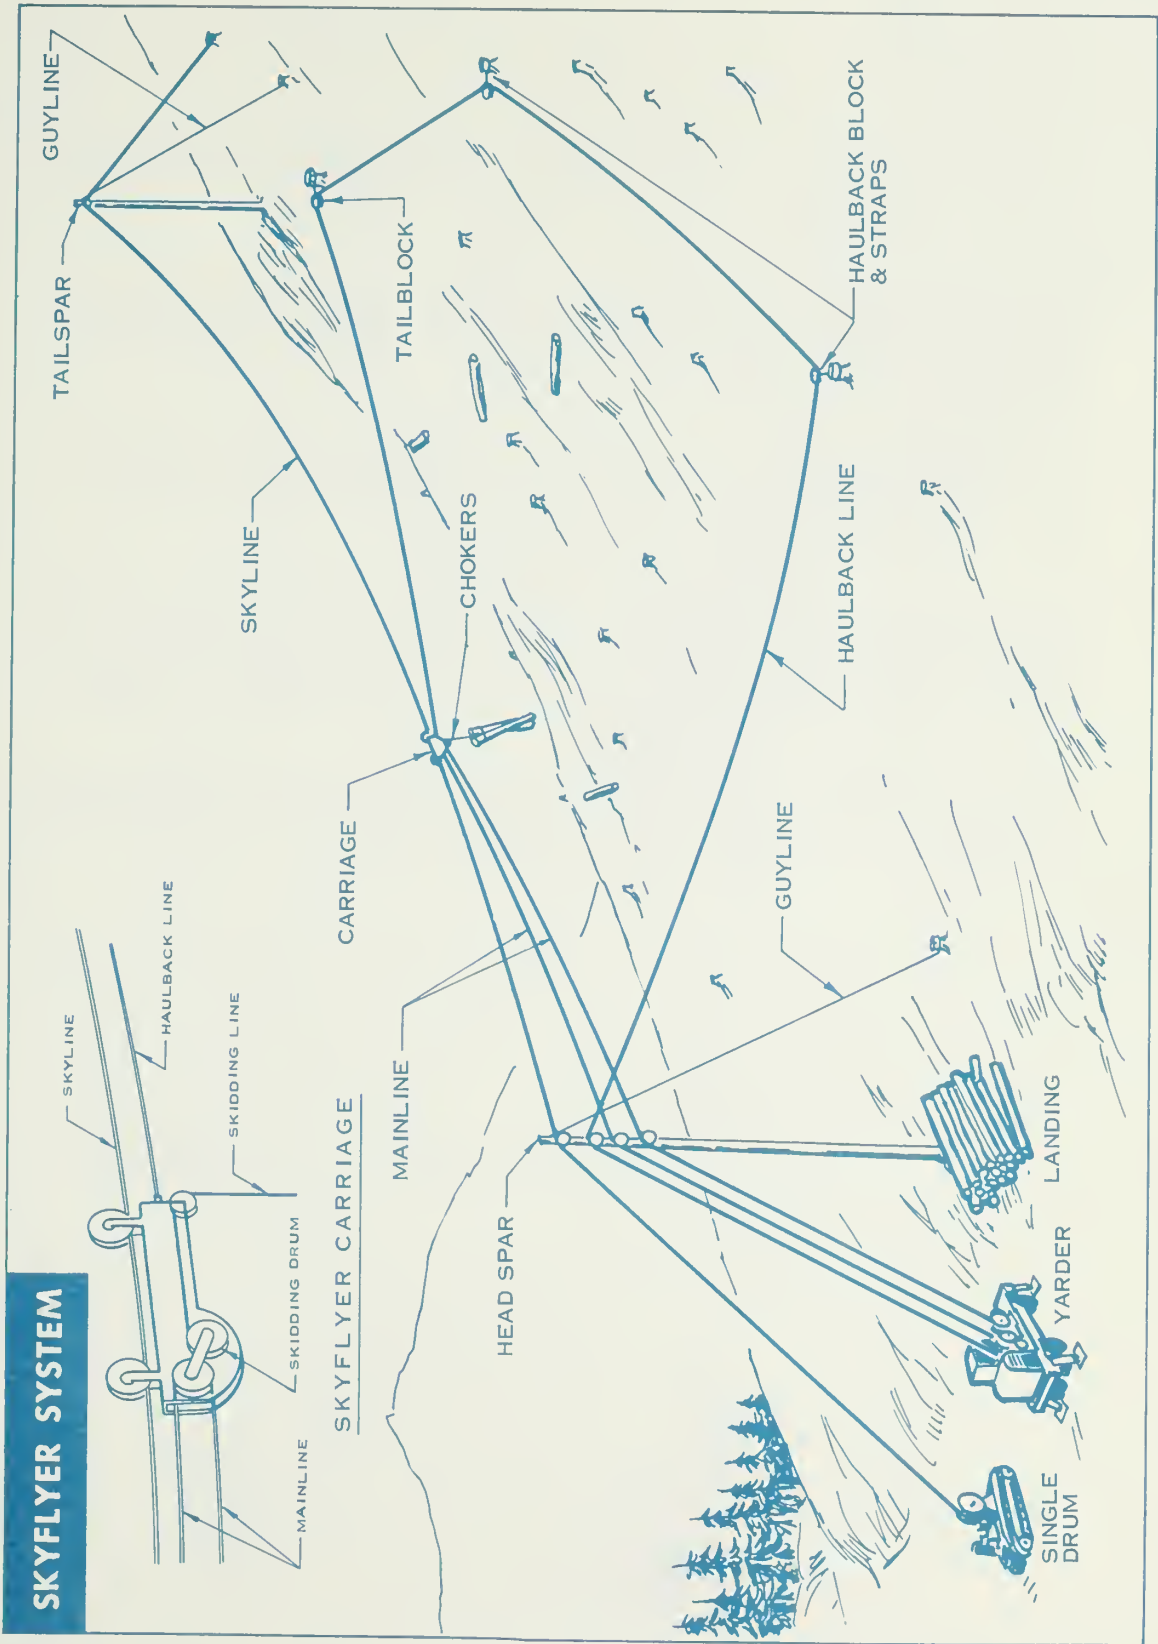 SKYFLYER SYSTEM
SKYLINE
HAULBACK LINE
SKIDDING LINE
SKIDDING DRUM
MAINLINE
SKYFLYER CARRIAGE
TAILSPAR
GUYLINE
SKYLINE
CARRIAGE
MAINLINE
TAILBLOCK
CHOKERS
HEAD SPAR
HAULBACK BLOCK
& STRAPS
HAULBACK LINE
GUYLINE
SINGLE
DRUM
YARDER
LANDING